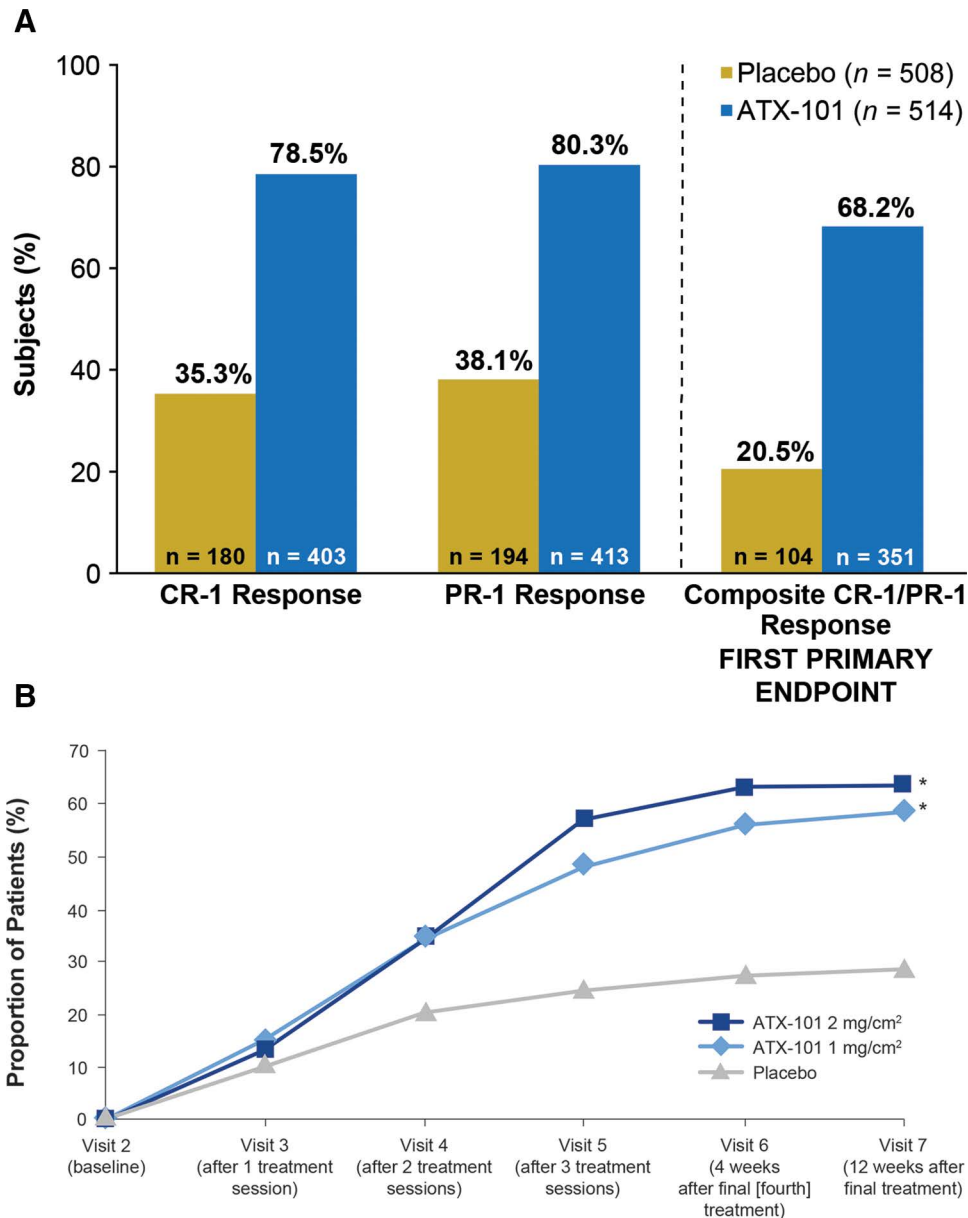 A
Subjects (%)
100
80
60
40
20
0
Placebo (n = 508)
ATX-101 (n = 514)
35.3%
78.5%
38.1%
80.3%
20.5%
68.2%
n = 180
n = 403
n = 194
n = 413
n = 104
n = 351
CR-1 Response
PR-1 Response
Composite CR-1/PR-1
Response
FIRST PRIMARY
ENDPOINT
B
Proportion of Patients (%)
70
60
50
40
30
20
10
0
*
*
ATX-101 2 mg/cm²
ATX-101 1 mg/cm²
Placebo
Visit 2
(baseline)
Visit 3
(after 1 treatment
session)
Visit 4
(after 2 treatment
sessions)
Visit 5
(after 3 treatment
sessions)
Visit 6
(4 weeks
after final [fourth]
treatment)
Visit 7
(12 weeks after
final treatment)